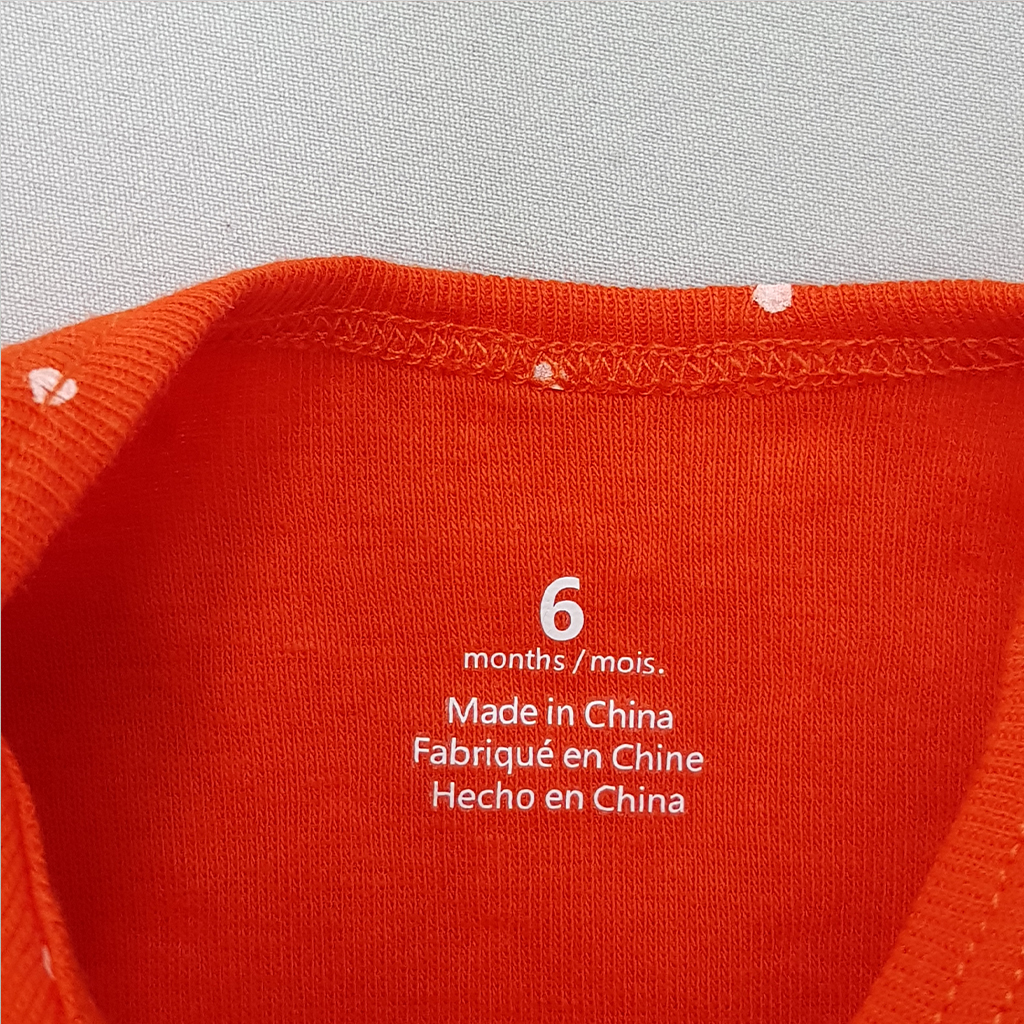 6
months / mois.
Made in China
Fabriqué en Chine
Hecho en China